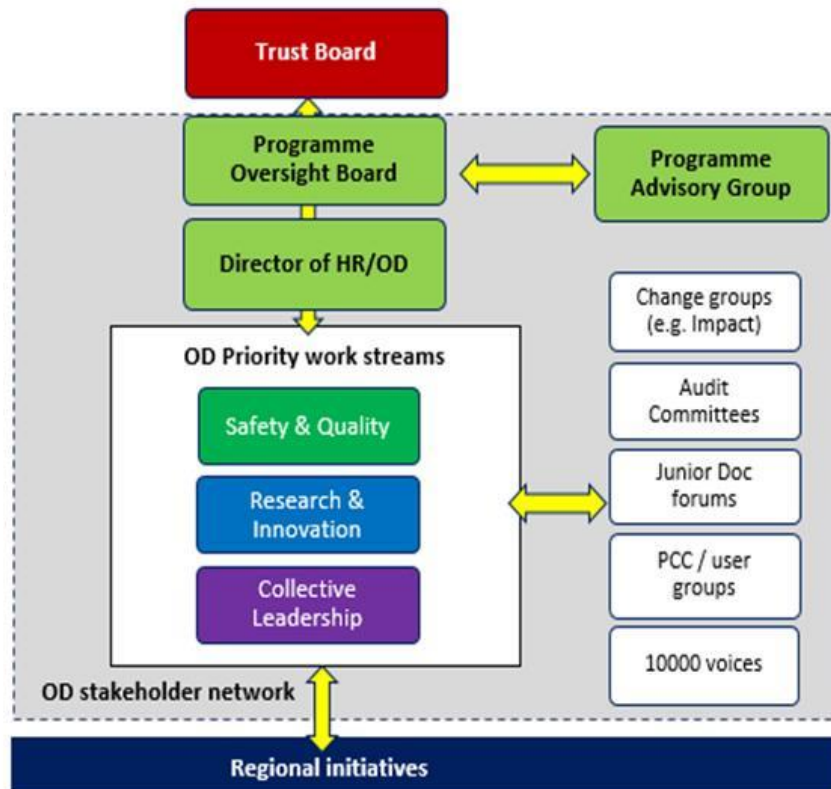 Trust Board
Programme
Oversight Board
Programme
Advisory Group
Director of HR/OD
OD Priority work streams
Safety & Quality
Research &
Innovation
Collective
Leadership
Change groups
(e.g. Impact)
Audit
Committees
Junior Doc
forums
PCC / user
groups
10000 voices
OD stakeholder network
Regional initiatives